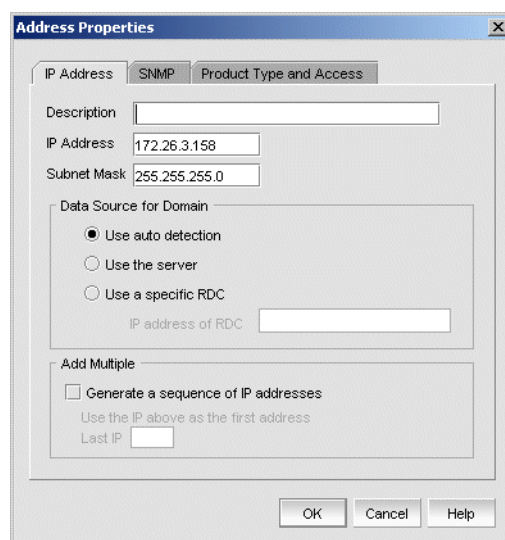 Address Properties
IP Address SNMP Product Type and Access
Description
IP Address 172.26.3.158
Subnet Mask 255.255.255.0
Data Source for Domain
Use auto detection
Use the server
Use a specific RDC
IP address of RDC
Add Multiple
Generate a sequence of IP addresses
Use the IP above as the first address
Last IP
OK Cancel Help